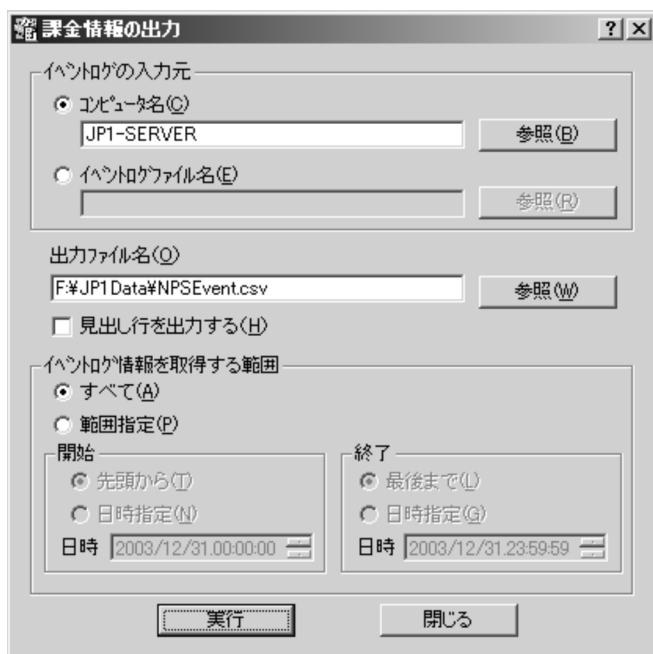 課金情報の出力
イベントログの入力元
コンピュータ名(C)
JP1-SERVER
参照(B)
イベントログファイル名(E)
参照(R)
出力ファイル名(O)
F:¥JP1Data¥NPSEvent.csv
参照(W)
見出し行を出力する(H)
イベントログ情報を取得する範囲
すべて(A)
範囲指定(P)
開始
先頭から(T)
日時指定(N)
日時 2003/12/31.00:00:00
終了
最後まで(L)
日時指定(G)
日時 2003/12/31.23:59:59
実行
閉じる